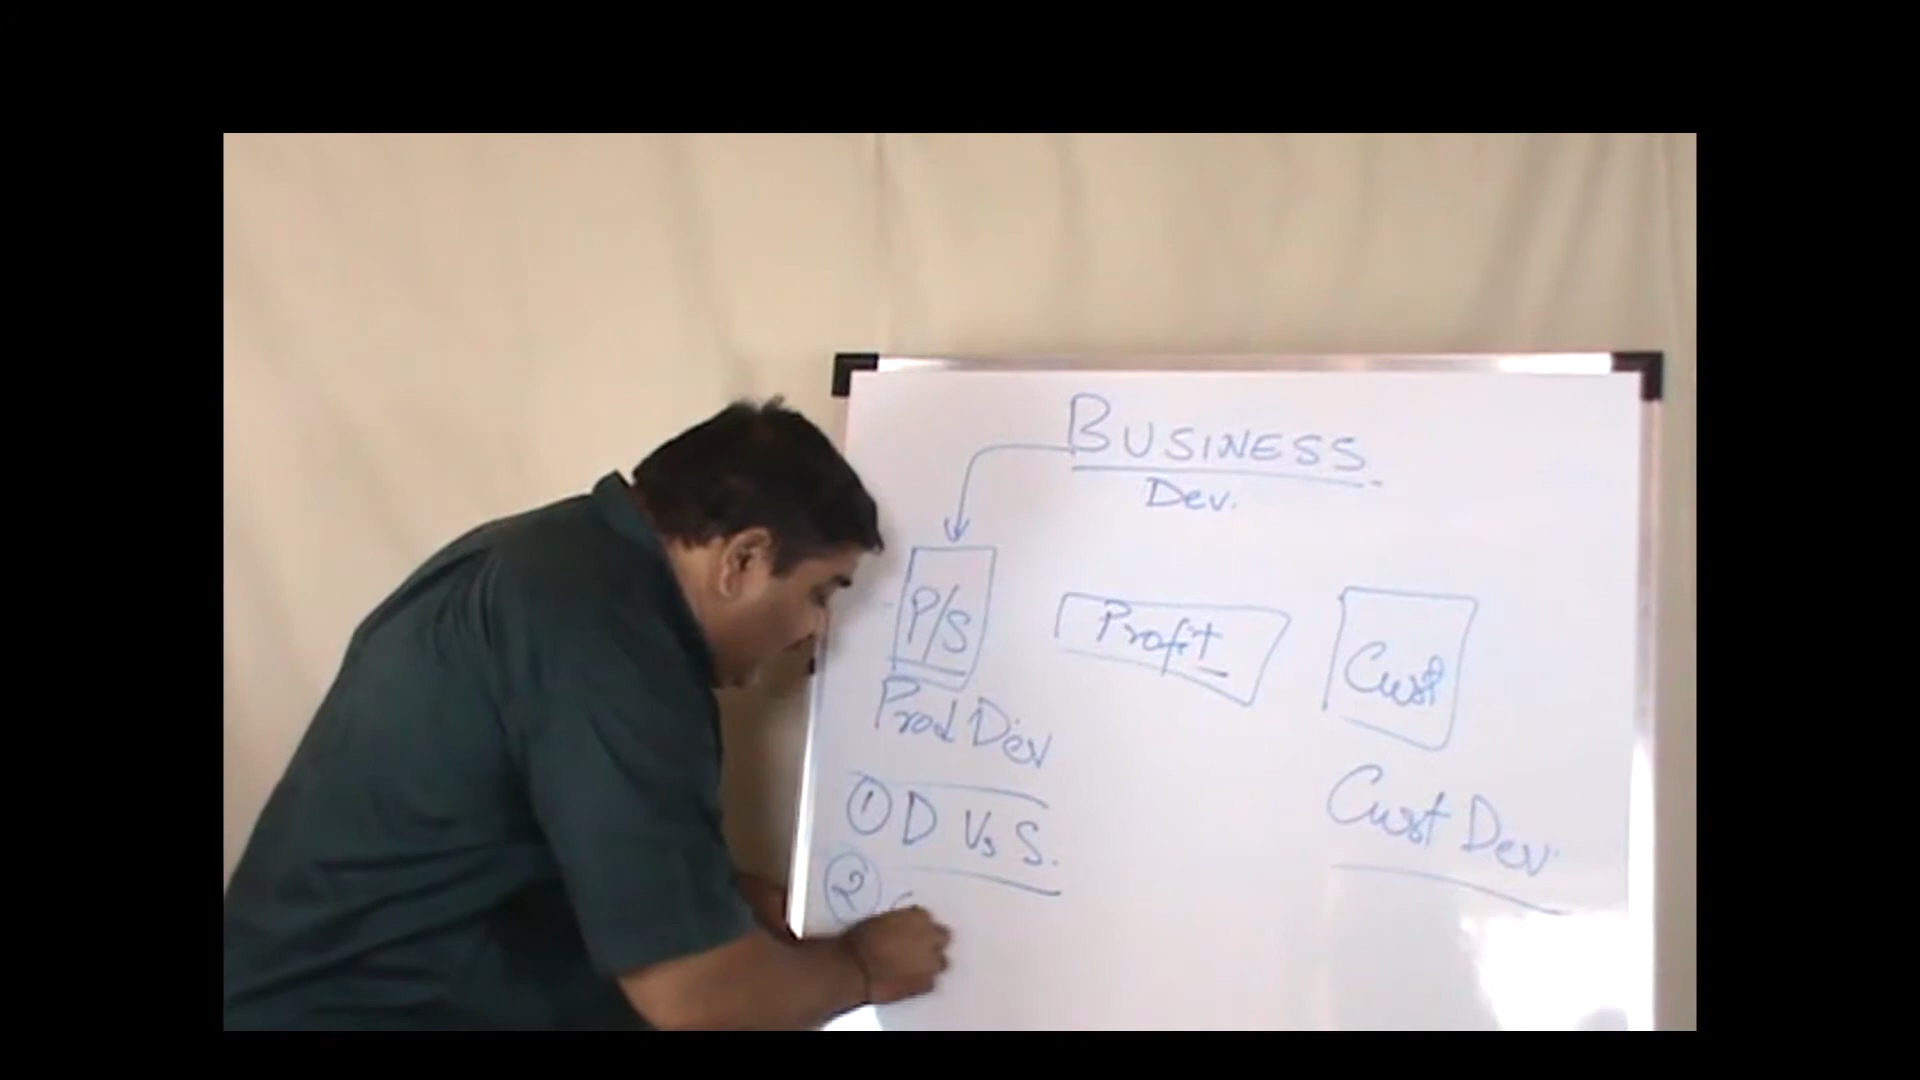 BUSINESS
Dev.
P/S
Profit
Cust
Prod Dev
Cust Dev
① D Vs S.
②